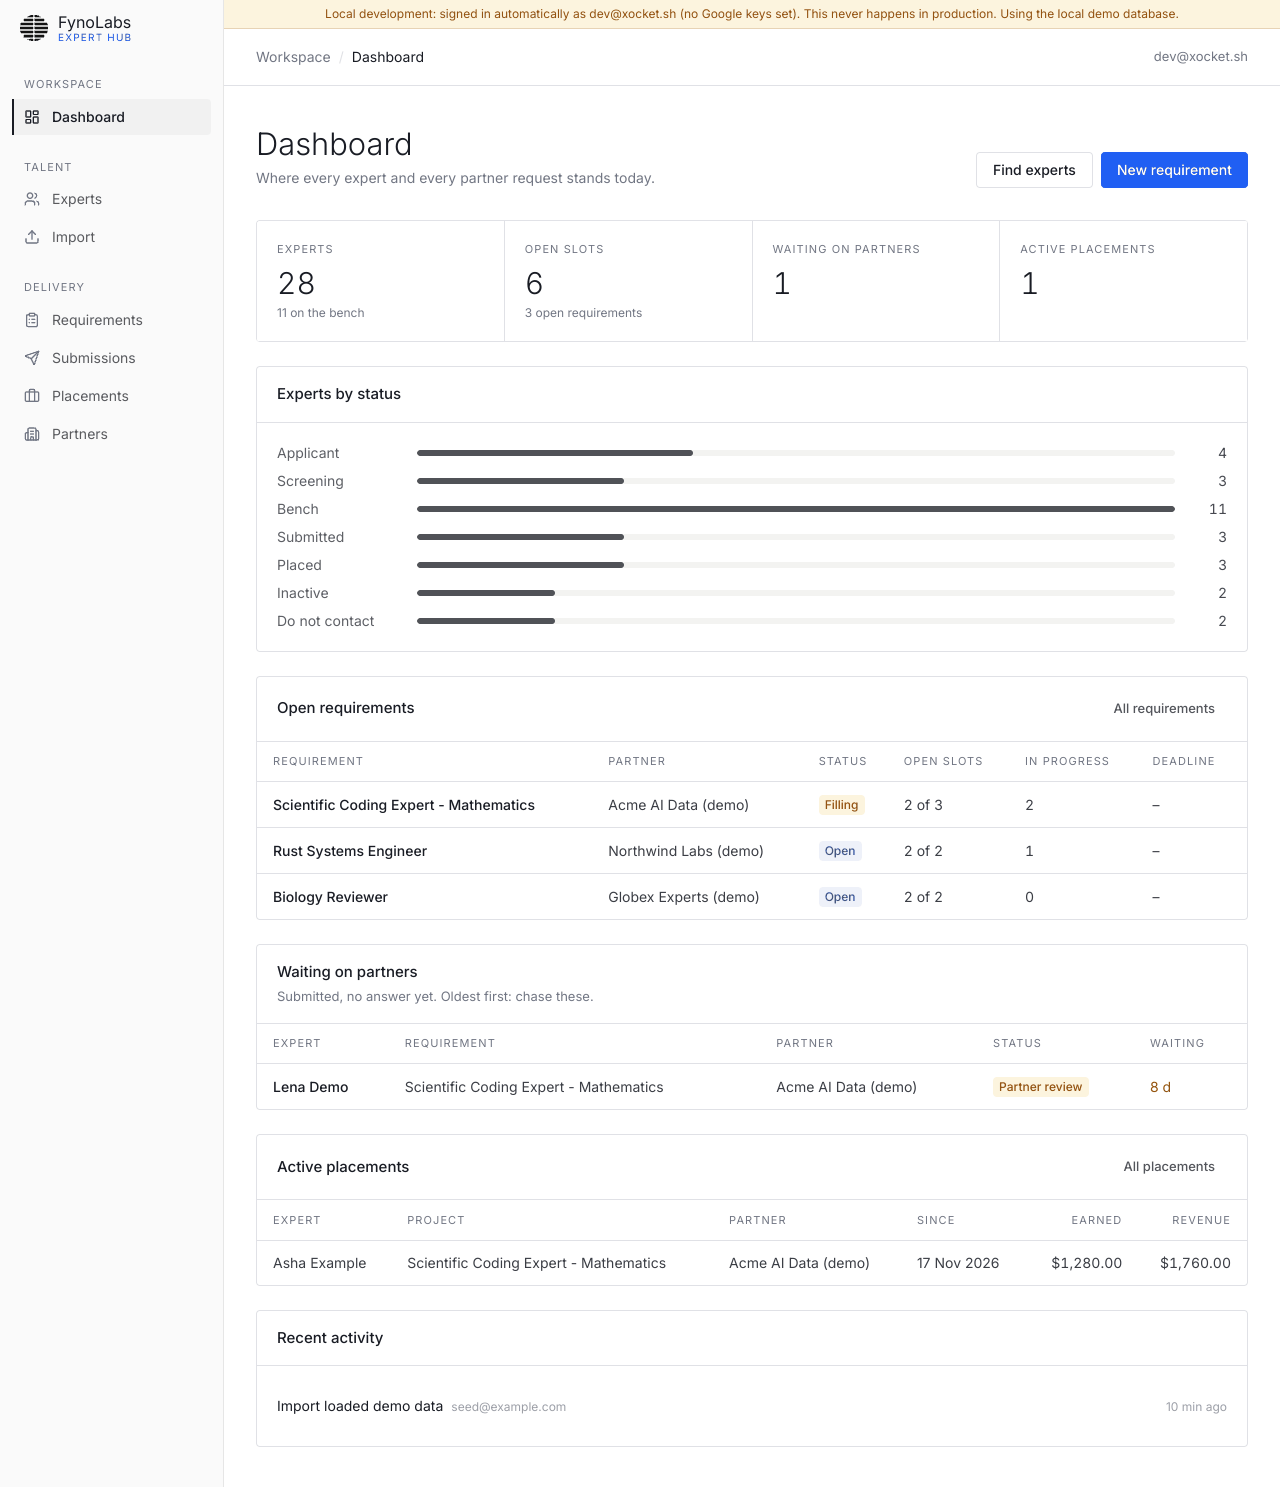 Local development: signed in automatically as dev@xocket.sh (no Google keys set). This never happens in production. Using the local demo database.
FynoLabs
EXPERT HUB
WORKSPACE
Dashboard
TALENT
Experts
Import
DELIVERY
Requirements
Submissions
Placements
Partners
Workspace / Dashboard
dev@xocket.sh
Dashboard
Where every expert and every partner request stands today.
Find experts
New requirement
EXPERTS
28
11 on the bench
OPEN SLOTS
6
3 open requirements
WAITING ON PARTNERS
1
ACTIVE PLACEMENTS
1
Experts by status
Applicant 4
Screening 3
Bench 11
Submitted 3
Placed 3
Inactive 2
Do not contact 2
Open requirements All requirements
REQUIREMENT PARTNER STATUS OPEN SLOTS IN PROGRESS DEADLINE
Scientific Coding Expert - Mathematics Acme AI Data (demo) Filling 2 of 3 2 –
Rust Systems Engineer Northwind Labs (demo) Open 2 of 2 1 –
Biology Reviewer Globex Experts (demo) Open 2 of 2 0 –
Waiting on partners
Submitted, no answer yet. Oldest first: chase these.
EXPERT REQUIREMENT PARTNER STATUS WAITING
Lena Demo Scientific Coding Expert - Mathematics Acme AI Data (demo) Partner review 8 d
Active placements All placements
EXPERT PROJECT PARTNER SINCE EARNED REVENUE
Asha Example Scientific Coding Expert - Mathematics Acme AI Data (demo) 17 Nov 2026 $1,280.00 $1,760.00
Recent activity
Import loaded demo data seed@example.com 10 min ago